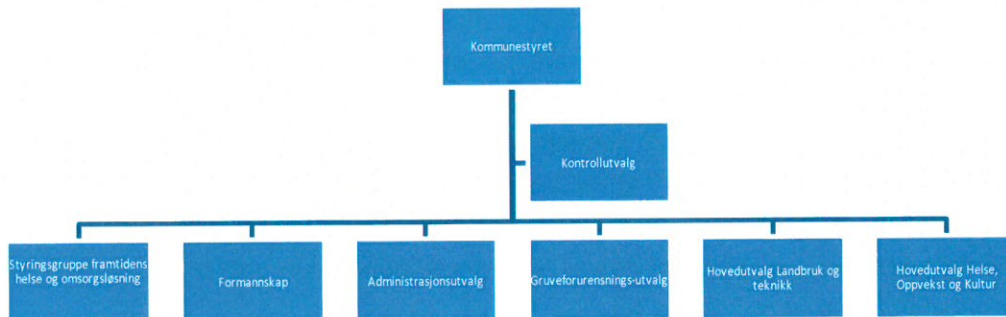 Kommunestyret
Kontrollutvalg
Styringsgruppe framtidens
helse og omsorgsløsning
Formannskap
Administrasjonsutvalg
Gruveforurensnings-utvalg
Hovedutvalg Landbruk og
teknikk
Hovedutvalg Helse,
Oppvekst og Kultur